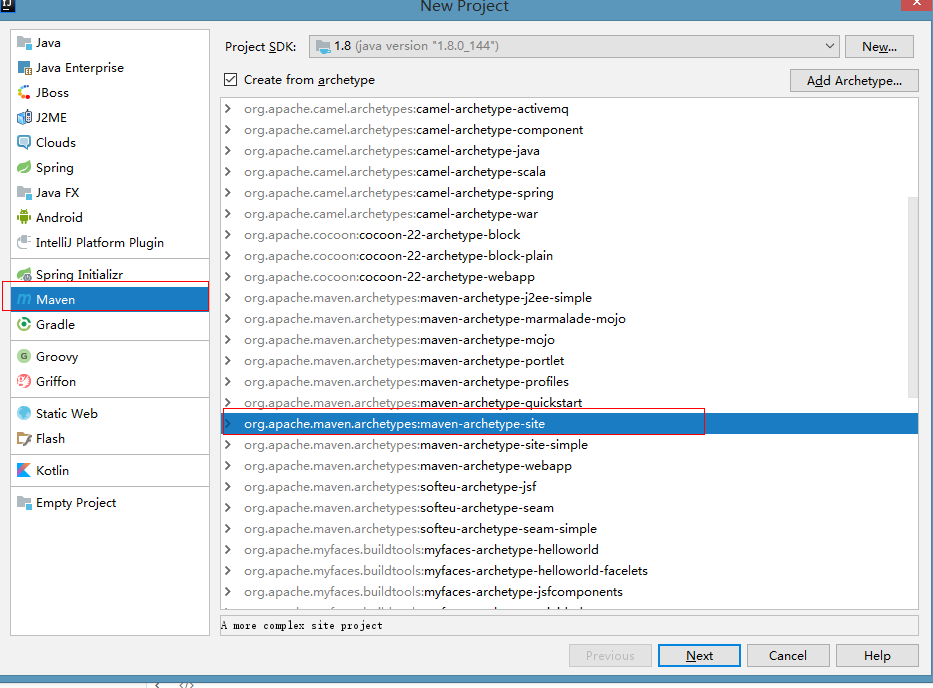 New Project
Java
Java Enterprise
JBoss
J2ME
Clouds
Spring
Java FX
Android
IntelliJ Platform Plugin
Spring Initializr
Maven
Gradle
Groovy
Griffon
Static Web
Flash
Kotlin
Empty Project
Project SDK: 1.8 (java version "1.8.0_144") New...
Create from archetype Add Archetype...
org.apache.camel.archetypes:camel-archetype-activemq
org.apache.camel.archetypes:camel-archetype-component
org.apache.camel.archetypes:camel-archetype-java
org.apache.camel.archetypes:camel-archetype-scala
org.apache.camel.archetypes:camel-archetype-spring
org.apache.camel.archetypes:camel-archetype-war
org.apache.cocoon:cocoon-22-archetype-block
org.apache.cocoon:cocoon-22-archetype-block-plain
org.apache.cocoon:cocoon-22-archetype-webapp
org.apache.maven.archetypes:maven-archetype-j2ee-simple
org.apache.maven.archetypes:maven-archetype-marmalade-mojo
org.apache.maven.archetypes:maven-archetype-mojo
org.apache.maven.archetypes:maven-archetype-portlet
org.apache.maven.archetypes:maven-archetype-profiles
org.apache.maven.archetypes:maven-archetype-quickstart
org.apache.maven.archetypes:maven-archetype-site
org.apache.maven.archetypes:maven-archetype-site-simple
org.apache.maven.archetypes:maven-archetype-webapp
org.apache.maven.archetypes:softeu-archetype-jsf
org.apache.maven.archetypes:softeu-archetype-seam
org.apache.maven.archetypes:softeu-archetype-seam-simple
org.apache.myfaces.buildtools:myfaces-archetype-helloworld
org.apache.myfaces.buildtools:myfaces-archetype-helloworld-facelets
org.apache.myfaces.buildtools:myfaces-archetype-jsfcomponents
A more complex site project
Previous Next Cancel Help